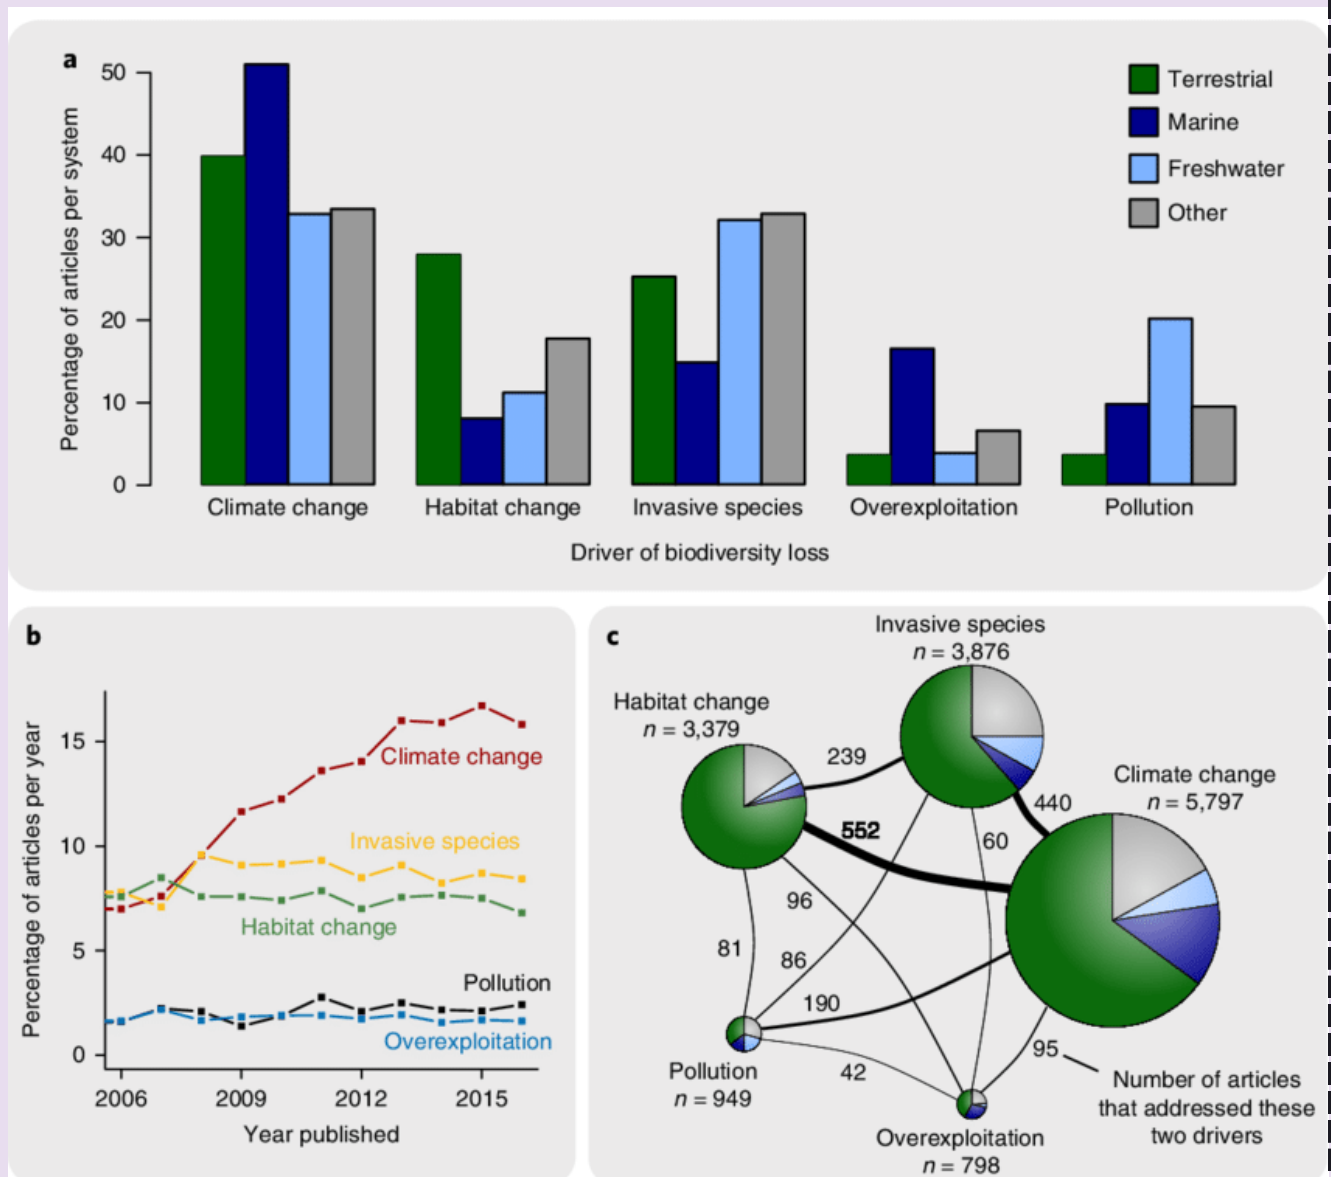 a
50
40
30
20
10
0
Percentage of articles per system
Terrestrial
Marine
Freshwater
Other
Climate change
Habitat change
Invasive species
Overexploitation
Pollution
Driver of biodiversity loss
b
15
10
5
0
Percentage of articles per year
Climate change
Invasive species
Habitat change
Pollution
Overexploitation
2006
2009
2012
2015
Year published
c
Invasive species
n = 3,876
Habitat change
n = 3,379
Climate change
n = 5,797
239
440
552
60
96
81
86
190
42
95
Pollution
n = 949
Overexploitation
n = 798
Number of articles
that addressed these
two drivers